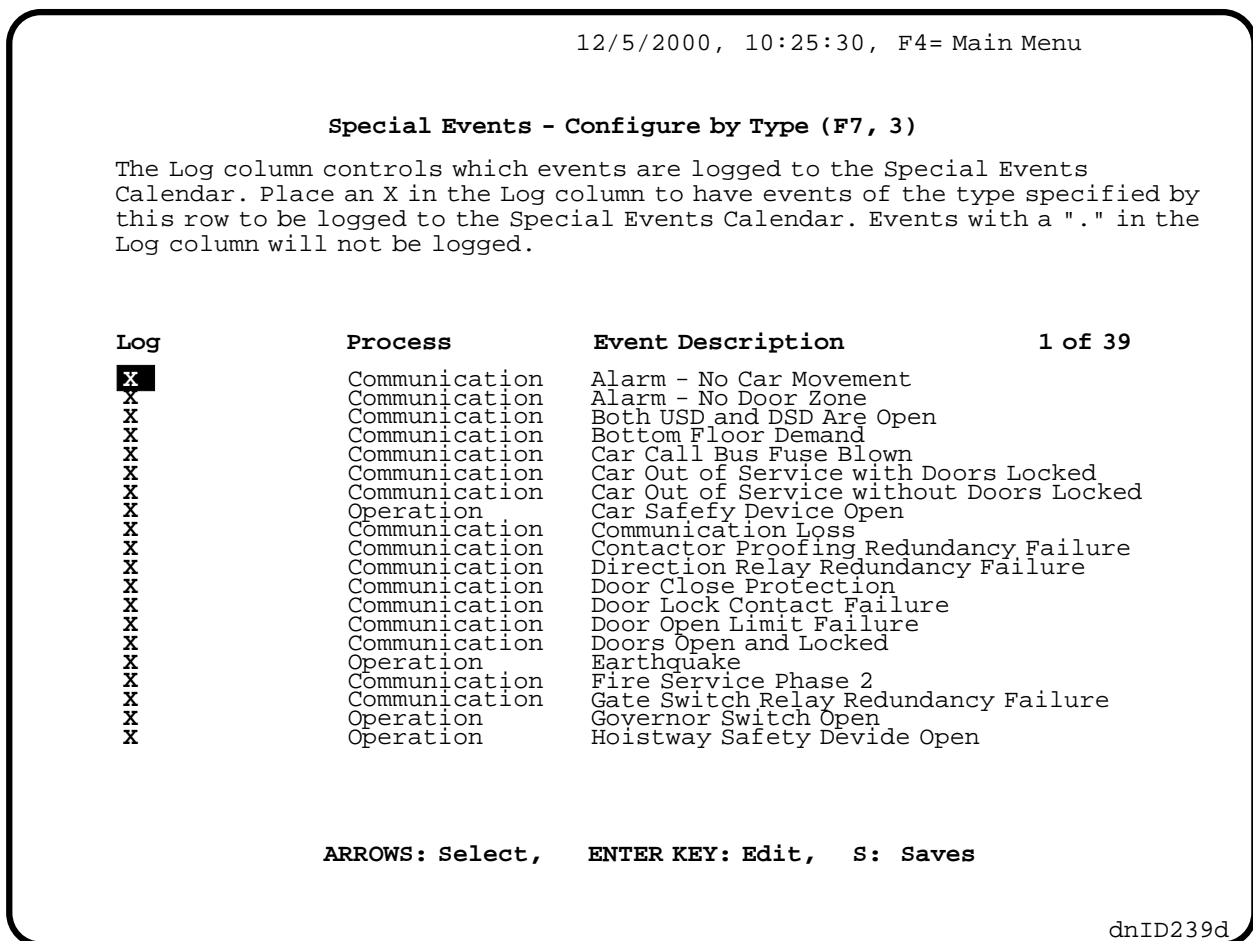 12/5/2000, 10:25:30, F4= Main Menu
Special Events - Configure by Type (F7, 3)
The Log column controls which events are logged to the Special Events
Calendar. Place an X in the Log column to have events of the type specified by
this row to be logged to the Special Events Calendar. Events with a "." in the
Log column will not be logged.
Log Process Event Description 1 of 39
X Communication Alarm - No Car Movement
X Communication Alarm - No Door Zone
X Communication Both USD and DSD Are Open
X Communication Bottom Floor Demand
X Communication Car Call Bus Fuse Blown
X Communication Car Out of Service with Doors Locked
X Communication Car Out of Service without Doors Locked
X Operation Car Safefy Device Open
X Communication Communication Loss
X Communication Contactor Proofing Redundancy Failure
X Communication Direction Relay Redundancy Failure
X Communication Door Close Protection
X Communication Door Lock Contact Failure
X Communication Door Open Limit Failure
X Communication Doors Open and Locked
X Operation Earthquake
X Communication Fire Service Phase 2
X Communication Gate Switch Relay Redundancy Failure
X Operation Governor Switch Open
X Operation Hoistway Safety Devide Open
ARROWS: Select, ENTER KEY: Edit, S: Saves
dnID239d